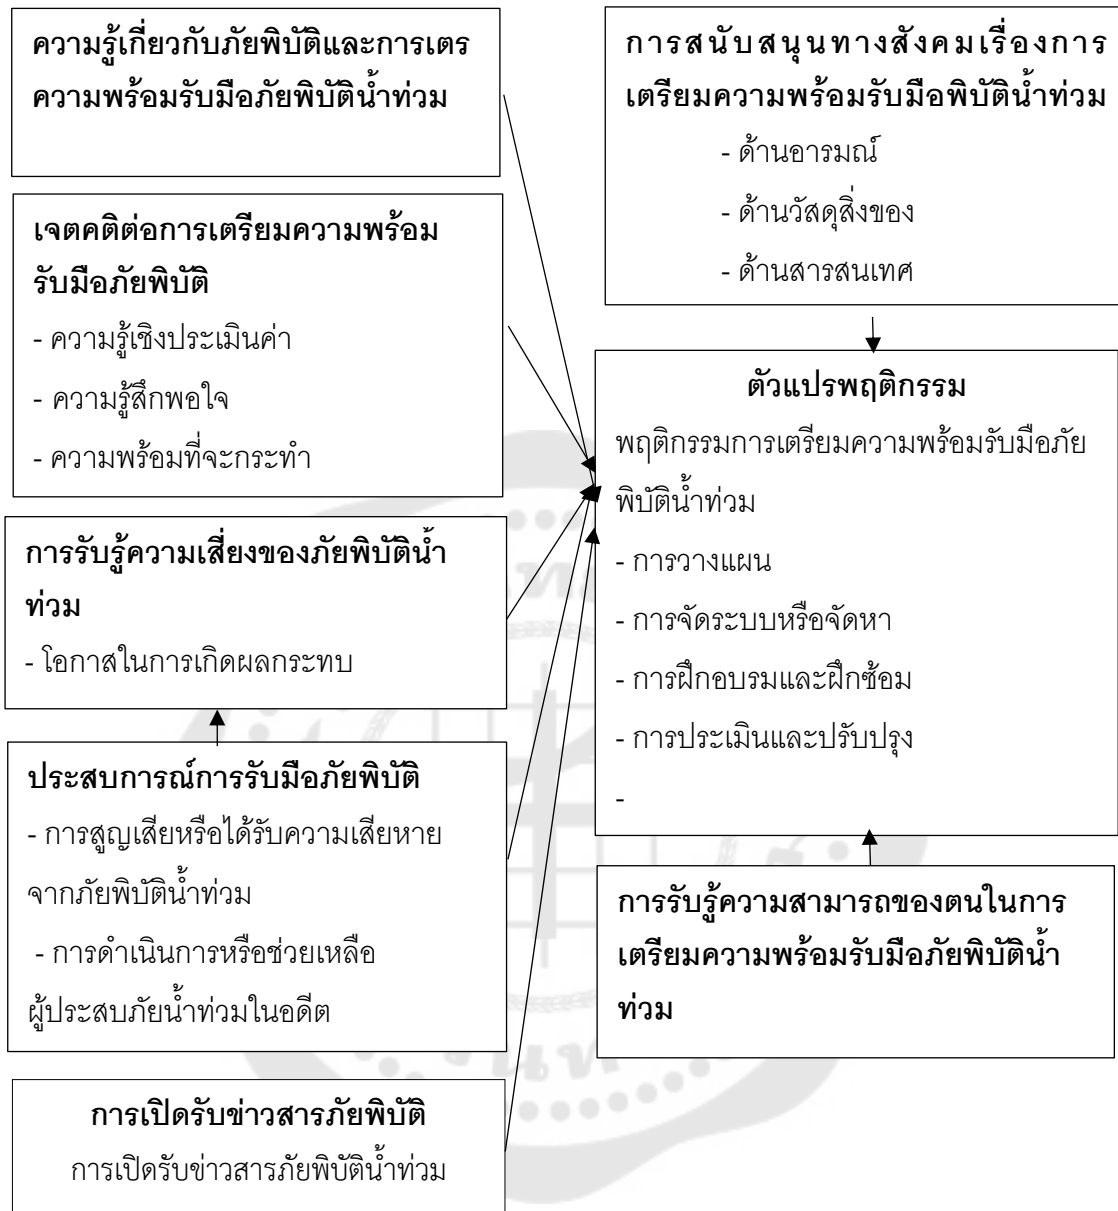 ความรู้เกี่ยวกับภัยพิบัติและการเตร
ความพร้อมรับมือภัยพิบัติน้ำท่วม
การสนับสนุนทางสังคมเรื่องการ
เตรียมความพร้อมรับมือพิบัติน้ำท่วม
- ด้านอารมณ์
- ด้านวัสดุสิ่งของ
- ด้านสารสนเทศ
เจตคติต่อการเตรียมความพร้อม
รับมือภัยพิบัติ
- ความรู้เชิงประเมินค่า
- ความรู้สึกพอใจ
- ความพร้อมที่จะกระทำ
ตัวแปรพฤติกรรม
พฤติกรรมการเตรียมความพร้อมรับมือภัย
พิบัติน้ำท่วม
- การวางแผน
- การจัดระบบหรือจัดหา
- การฝึกอบรมและฝึกซ้อม
- การประเมินและปรับปรุง
-
การรับรู้ความเสี่ยงของภัยพิบัติน้ำ
ท่วม
- โอกาสในการเกิดผลกระทบ
ประสบการณ์การรับมือภัยพิบัติ
- การสูญเสียหรือได้รับความเสียหาย
จากภัยพิบัติน้ำท่วม
- การดำเนินการหรือช่วยเหลือ
ผู้ประสบภัยน้ำท่วมในอดีต
การรับรู้ความสามารถของตนในการ
เตรียมความพร้อมรับมือภัยพิบัติน้ำ
ท่วม
การเปิดรับข่าวสารภัยพิบัติ
การเปิดรับข่าวสารภัยพิบัติน้ำท่วม